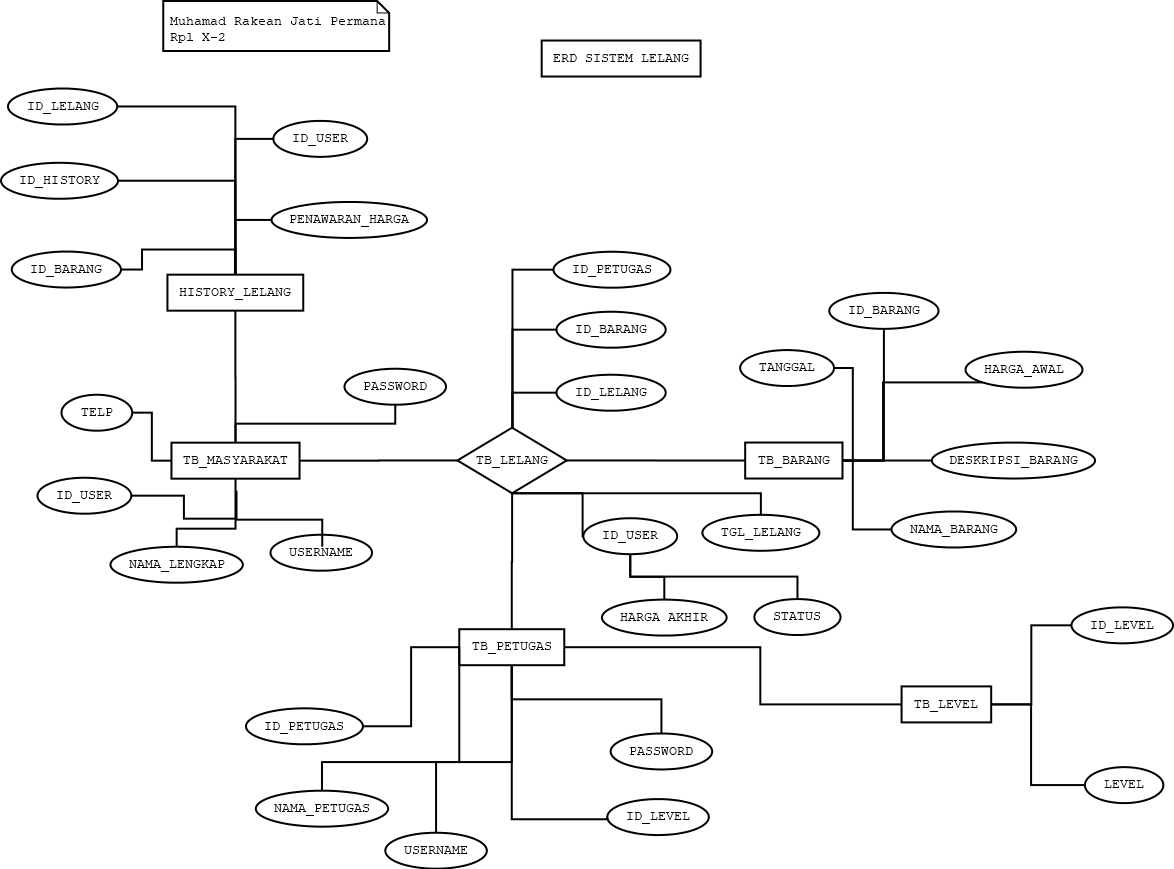 Muhamad Rakean Jati Permana
Rpl X-2
ERD SISTEM LELANG
ID_LELANG
ID_USER
ID_HISTORY
PENAWARAN_HARGA
ID_BARANG
HISTORY_LELANG
ID_PETUGAS
ID_BARANG
ID_LELANG
ID_BARANG
TANGGAL
HARGA_AWAL
PASSWORD
TELP
TB_MASYARAKAT
TB_LELANG
TB_BARANG
DESKRIPSI_BARANG
ID_USER
NAMA_LENGKAP
USERNAME
ID_USER
TGL_LELANG
NAMA_BARANG
HARGA AKHIR
STATUS
TB_PETUGAS
ID_LEVEL
TB_LEVEL
ID_PETUGAS
PASSWORD
LEVEL
NAMA_PETUGAS
ID_LEVEL
USERNAME